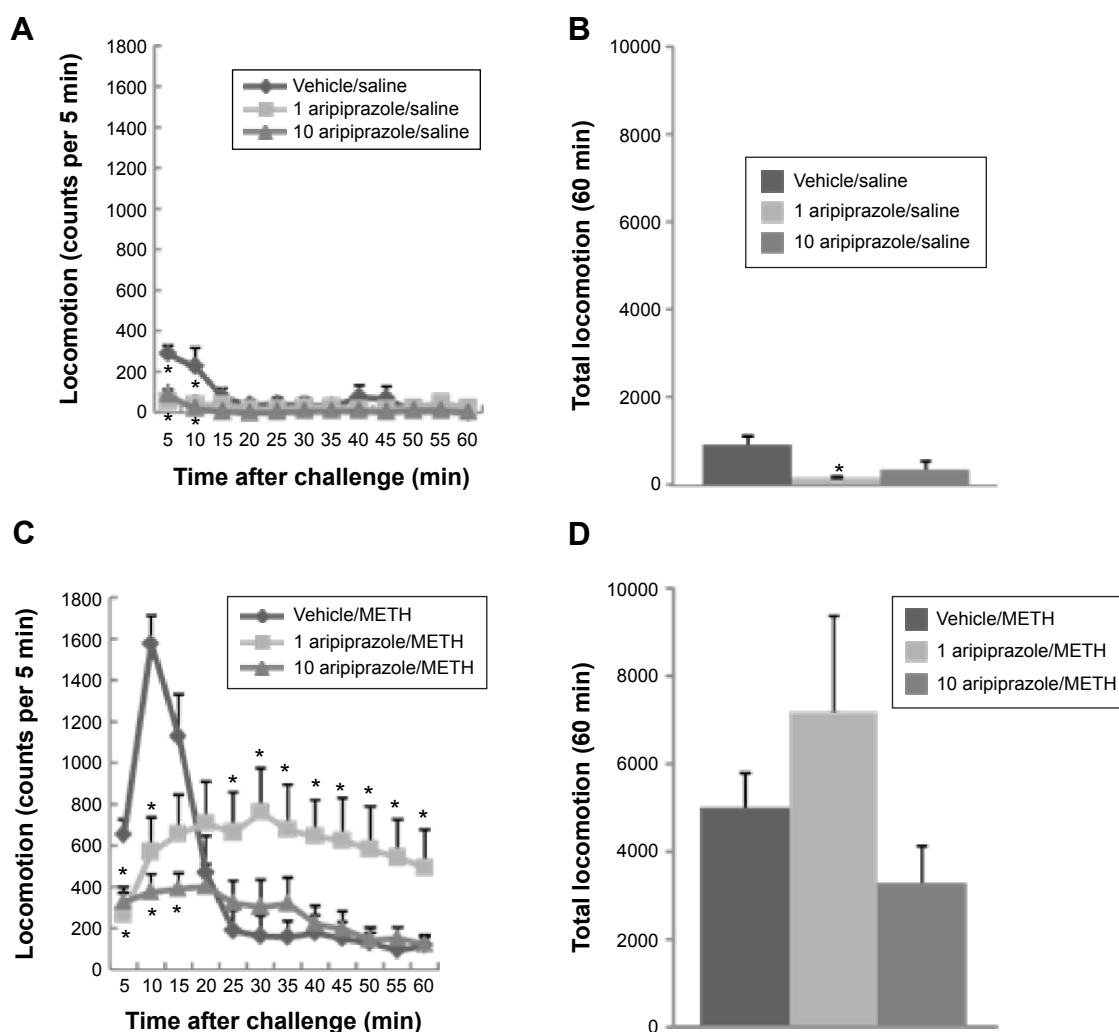 A
Locomotion (counts per 5 min)
1800
1600
1400
1200
1000
800
600
400
200
0
Vehicle/saline
1 aripiprazole/saline
10 aripiprazole/saline
* *
* *
5 10 15 20 25 30 35 40 45 50 55 60
Time after challenge (min)
B
Total locomotion (60 min)
10000
8000
6000
4000
2000
0
Vehicle/saline
1 aripiprazole/saline
10 aripiprazole/saline
*
C
Locomotion (counts per 5 min)
1800
1600
1400
1200
1000
800
600
400
200
0
Vehicle/METH
1 aripiprazole/METH
10 aripiprazole/METH
* * * * * * * * * *
* * *
5 10 15 20 25 30 35 40 45 50 55 60
Time after challenge (min)
D
Total locomotion (60 min)
10000
8000
6000
4000
2000
0
Vehicle/METH
1 aripiprazole/METH
10 aripiprazole/METH